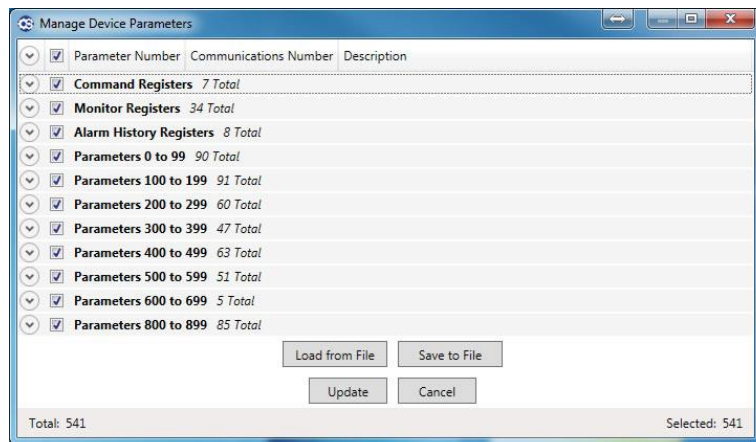 Manage Device Parameters
Parameter Number Communications Number Description
Command Registers 7 Total
Monitor Registers 34 Total
Alarm History Registers 8 Total
Parameters 0 to 99 90 Total
Parameters 100 to 199 91 Total
Parameters 200 to 299 60 Total
Parameters 300 to 399 47 Total
Parameters 400 to 499 63 Total
Parameters 500 to 599 51 Total
Parameters 600 to 699 5 Total
Parameters 800 to 899 85 Total
Load from File Save to File
Update Cancel
Total: 541 Selected: 541